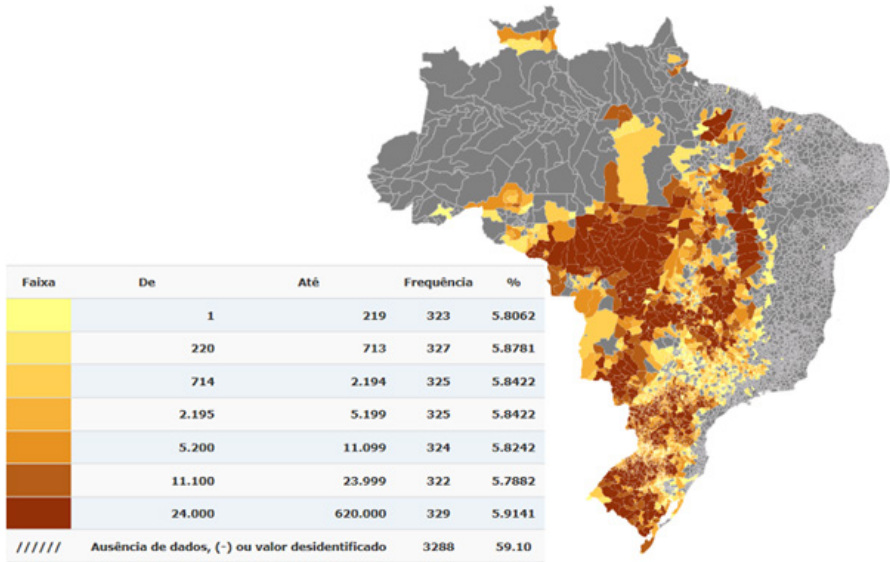 Faixa De Até Frequência %
1 219 323 5.8062
220 713 327 5.8781
714 2.194 325 5.8422
2.195 5.199 325 5.8422
5.200 11.099 324 5.8242
11.100 23.999 322 5.7882
24.000 620.000 329 5.9141
////// Ausência de dados, (-) ou valor desidentificado 3288 59.10